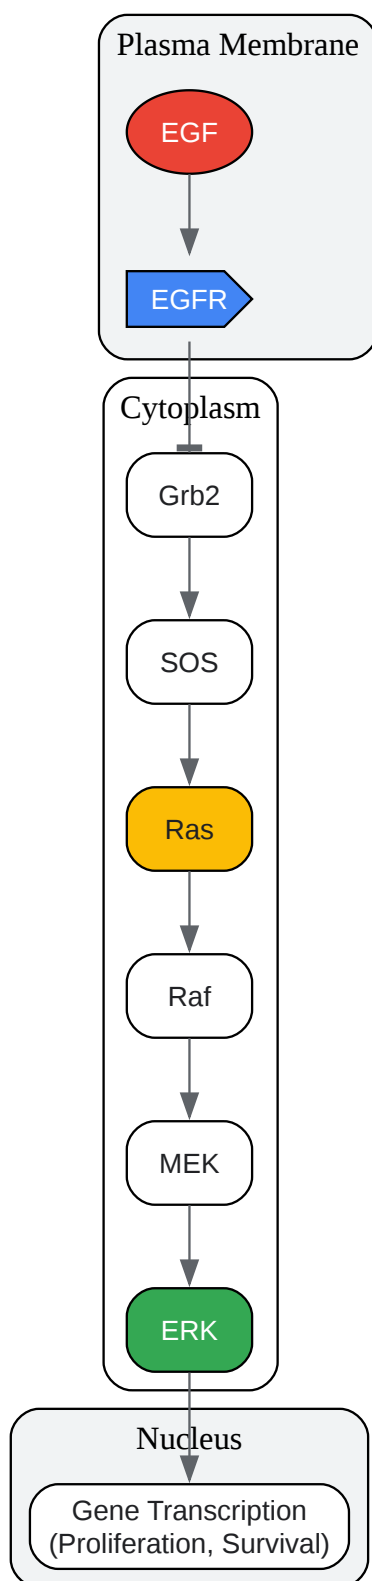 Plasma Membrane
EGF
EGFR
Cytoplasm
Grb2
SOS
Ras
Raf
MEK
ERK
Nucleus
Gene Transcription
(Proliferation, Survival)